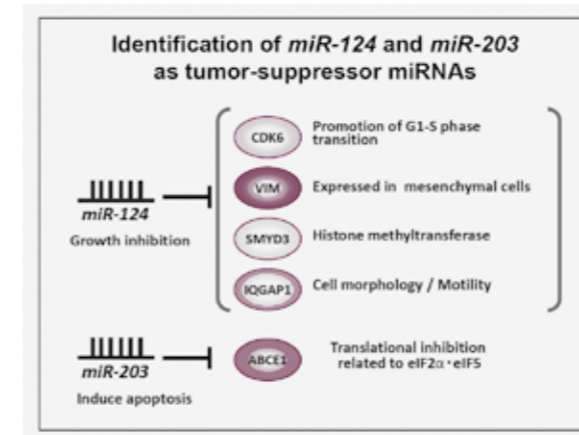 Identification of miR-124 and miR-203
as tumor-suppressor miRNAs
CDK6
Promotion of G1-S phase
transition
VIM
Expressed in mesenchymal cells
miR-124
Growth inhibition
SMYD3
Histone methyltransferase
IQGAP1
Cell morphology / Motility
miR-203
Induce apoptosis
ABCE1
Translational inhibition
related to eIF2α・eIF5